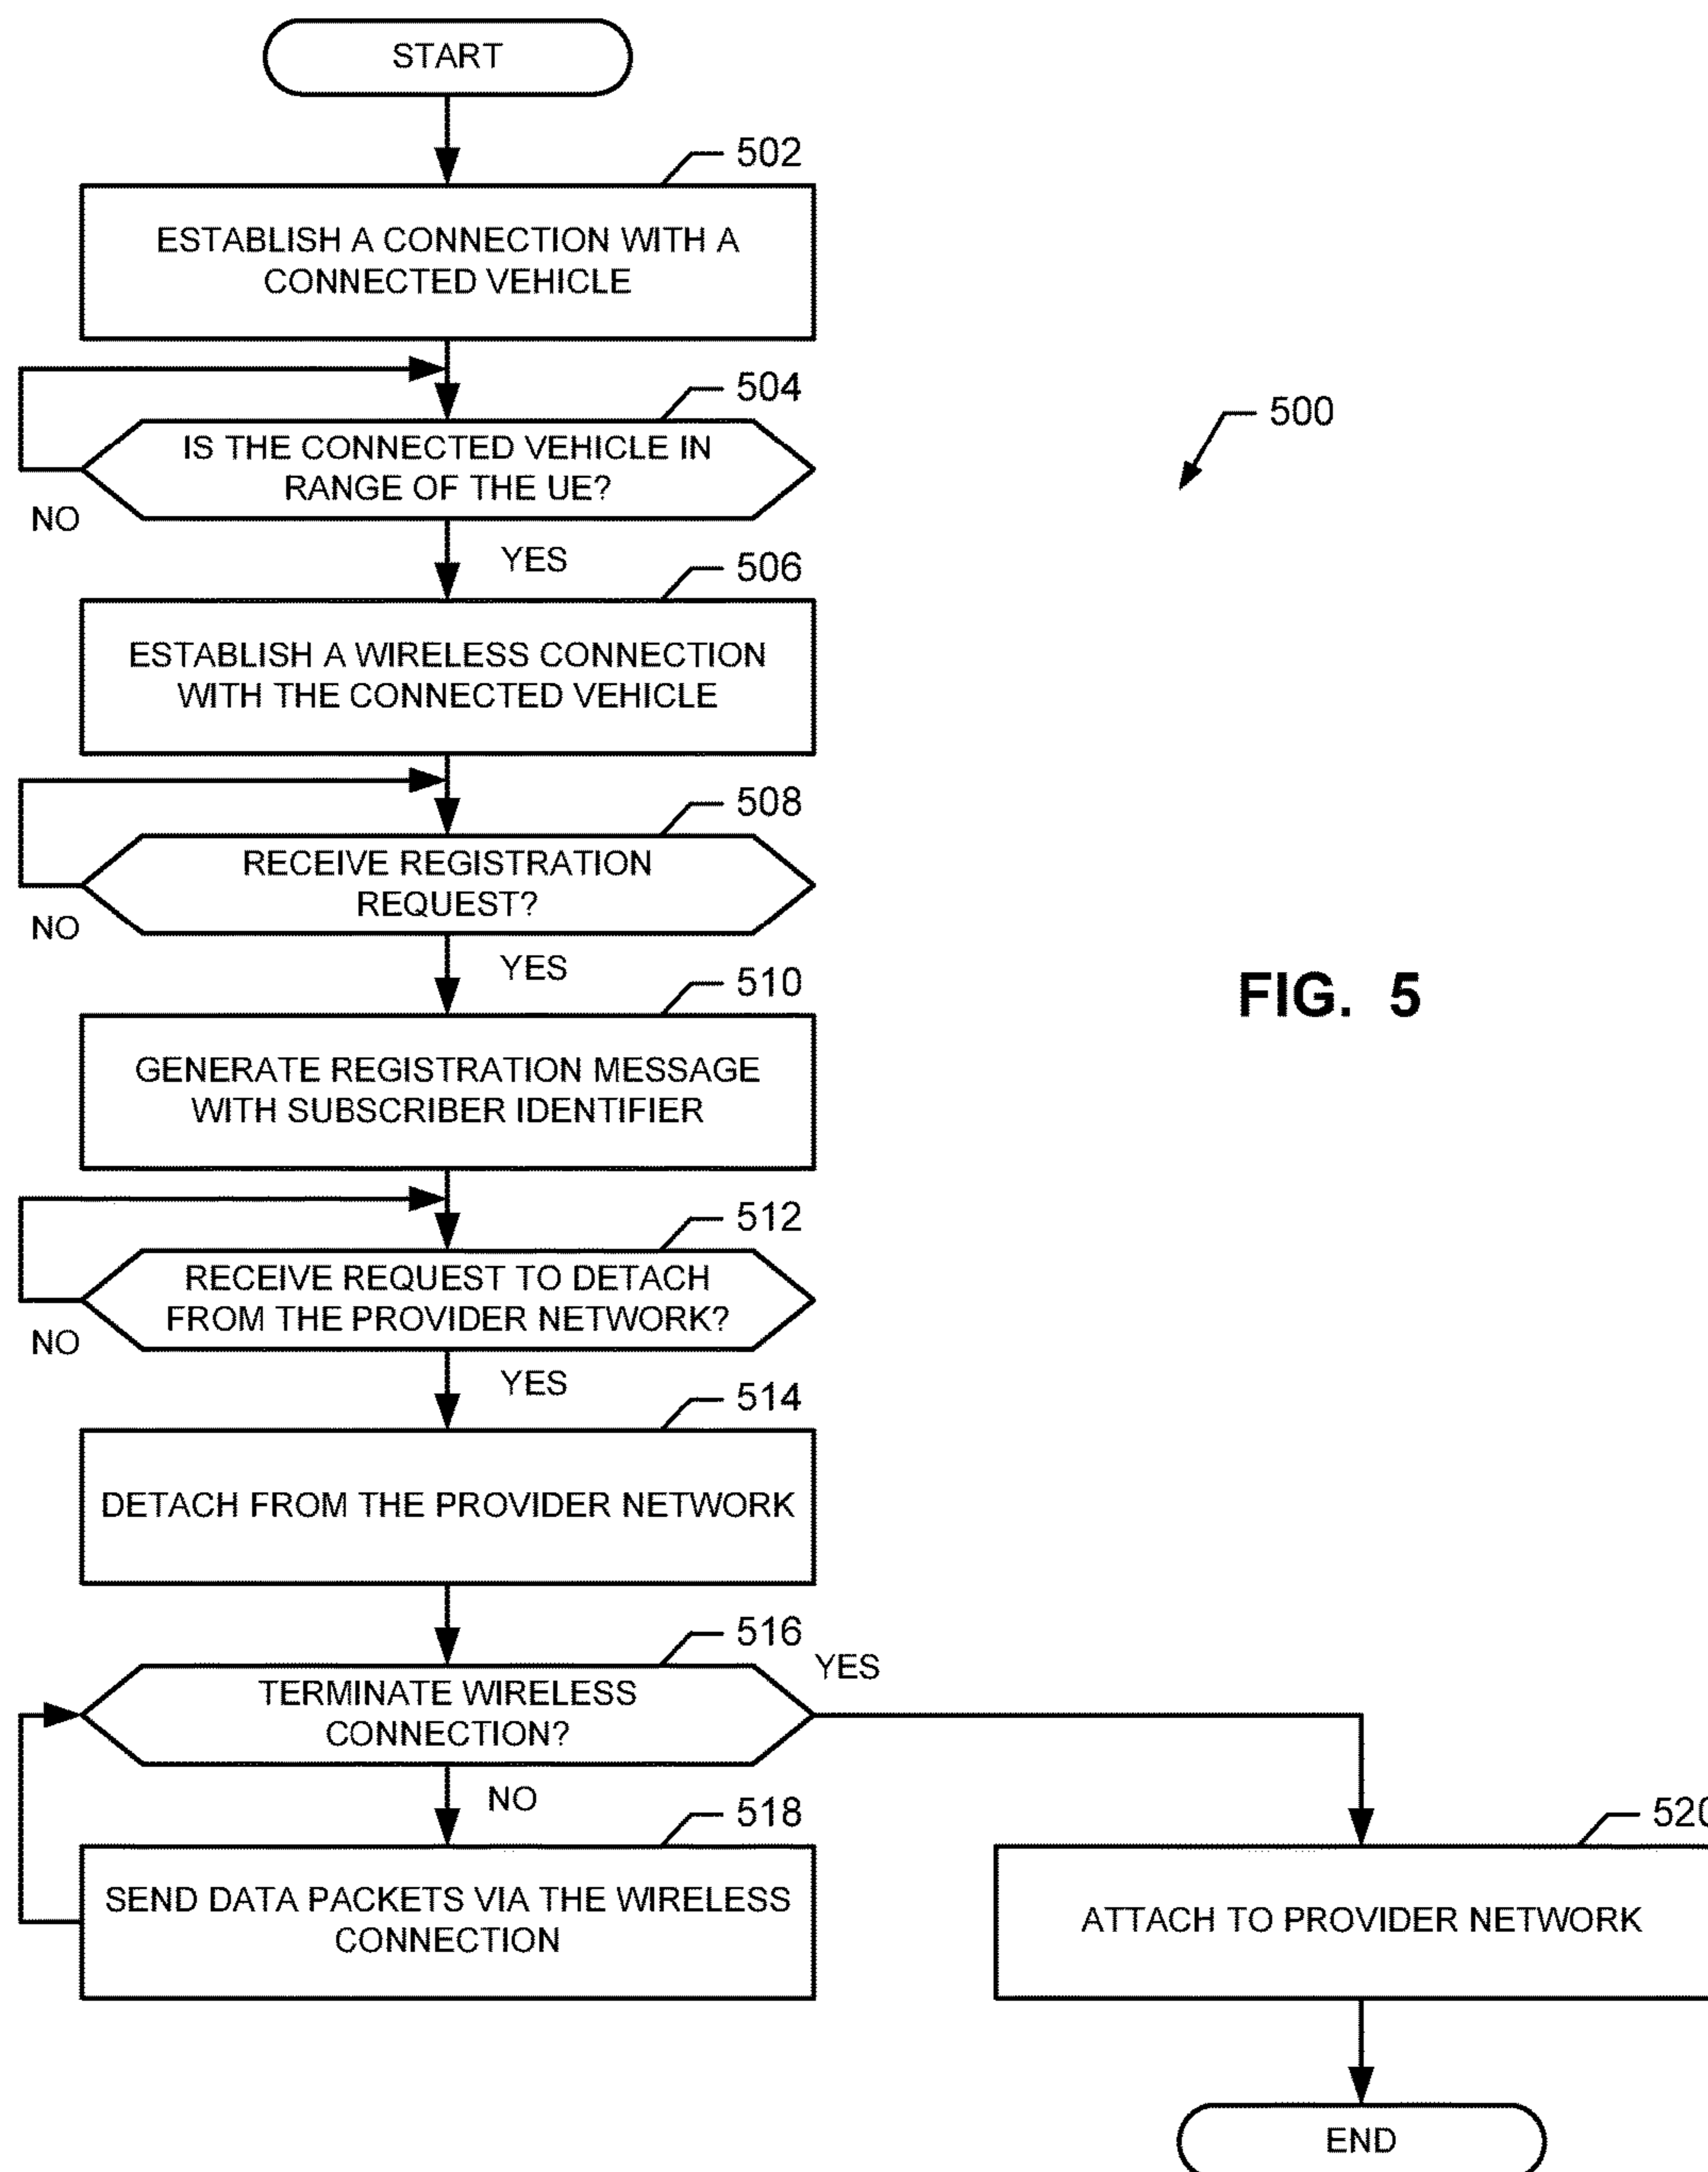 START
502
ESTABLISH A CONNECTION WITH A
CONNECTED VEHICLE
504
IS THE CONNECTED VEHICLE IN
RANGE OF THE UE?
NO
YES
500
506
ESTABLISH A WIRELESS CONNECTION
WITH THE CONNECTED VEHICLE
508
RECEIVE REGISTRATION
REQUEST?
NO
YES
FIG. 5
510
GENERATE REGISTRATION MESSAGE
WITH SUBSCRIBER IDENTIFIER
512
RECEIVE REQUEST TO DETACH
FROM THE PROVIDER NETWORK?
NO
YES
514
DETACH FROM THE PROVIDER NETWORK
516
TERMINATE WIRELESS
CONNECTION?
YES
NO
518
SEND DATA PACKETS VIA THE WIRELESS
CONNECTION
520
ATTACH TO PROVIDER NETWORK
END